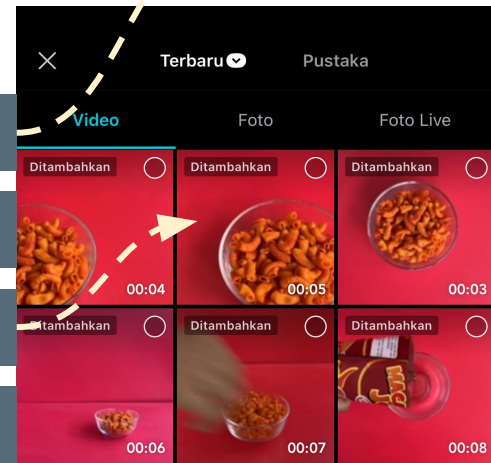 Terbaru
Pustaka
Video
Foto
Foto Live
Ditambahkan
Ditambahkan
Ditambahkan
00:04
00:05
00:03
Ditambahkan
Ditambahkan
Ditambahkan
00:06
00:07
00:08